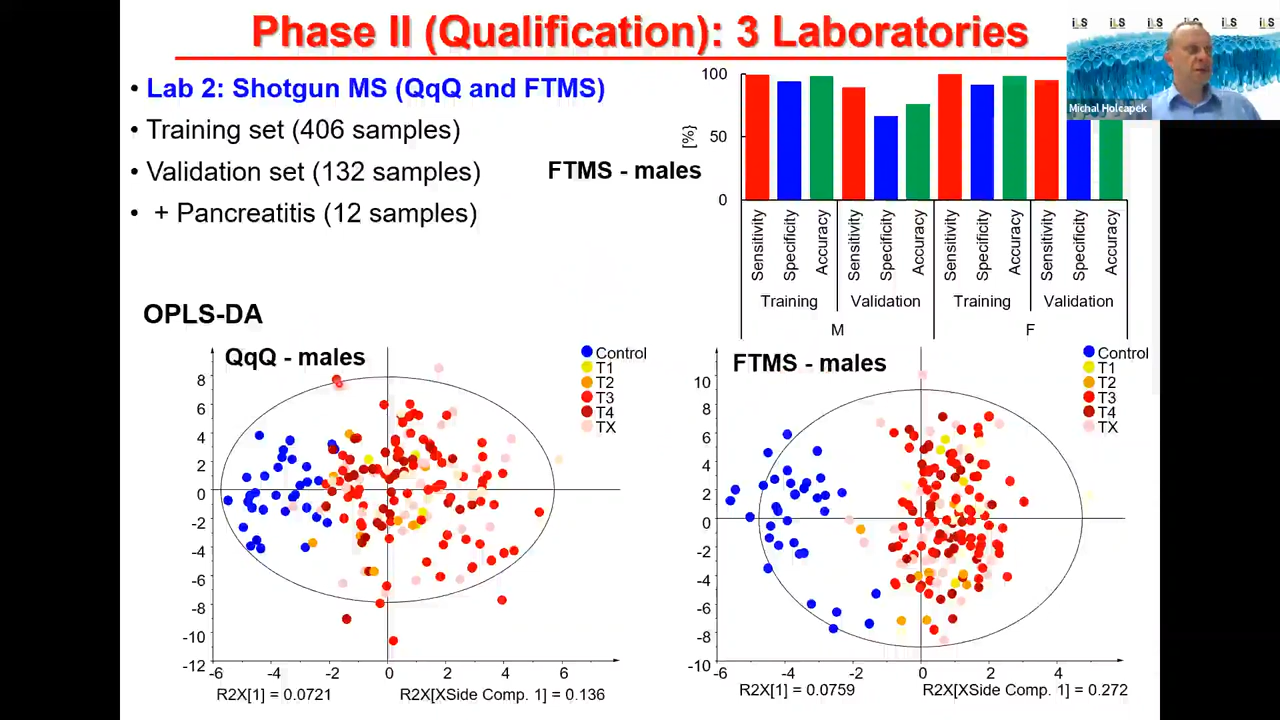 Phase II (Qualification): 3 Laboratories
iLS iLS iLS iLS iLS iLS
Michal Holcapek
• Lab 2: Shotgun MS (QqQ and FTMS)
• Training set (406 samples)
• Validation set (132 samples)
• + Pancreatitis (12 samples)
FTMS - males
[%]
100
50
0
Sensitivity Specificity Accuracy Sensitivity Specificity Accuracy Sensitivity Specificity Accuracy Sensitivity Specificity Accuracy
Training Validation Training Validation
M F
OPLS-DA
QqQ - males
Control
T1
T2
T3
T4
TX
8
6
4
2
0
-2
-4
-6
-8
-10
-12
-6 -4 -2 0 2 4 6
R2X[1] = 0.0721 R2X[XSide Comp. 1] = 0.136
FTMS - males
Control
T1
T2
T3
T4
TX
10
8
6
4
2
0
-2
-4
-6
-8
-10
-6 -4 -2 0 2 4
R2X[1] = 0.0759 R2X[XSide Comp. 1] = 0.272